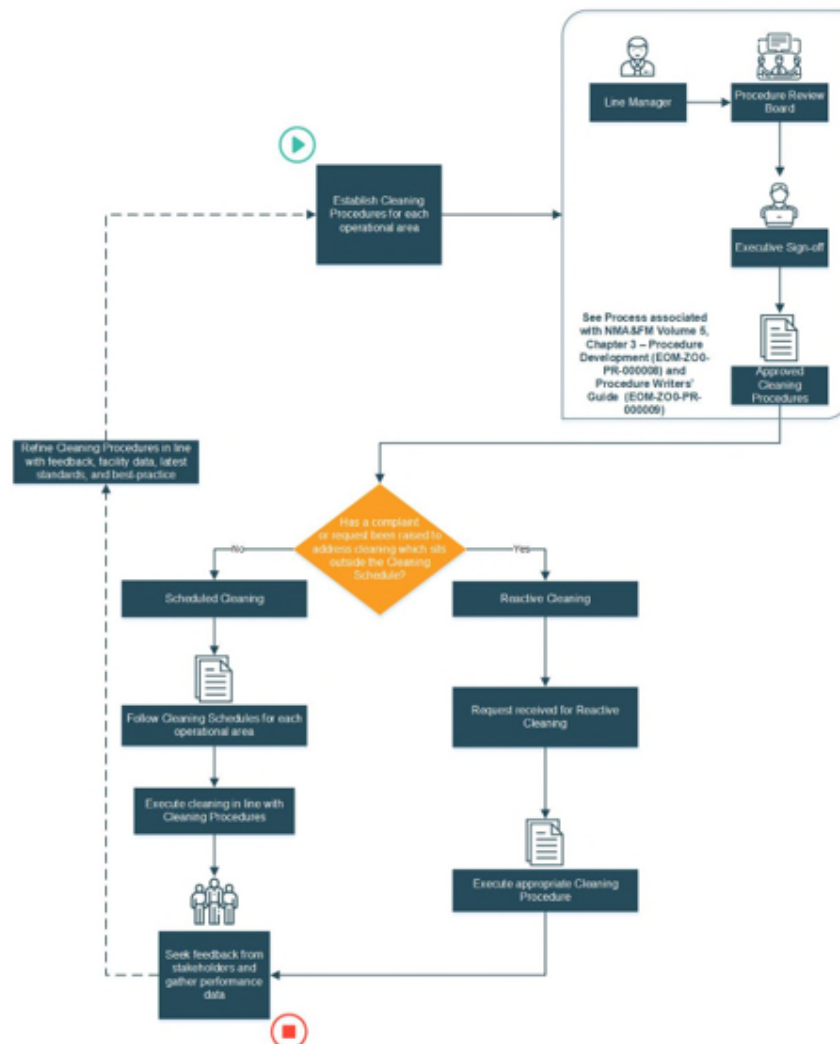 Line Manager
Procedure Review
Board
Establish Cleaning
Procedures for each
operational area
Executive Sign-off
See Process associated
with NMA&FM Volume 5,
Chapter 3 – Procedure
Development (EOM-ZO0-
PR-000008) and
Procedure Writers'
Guide (EOM-ZO0-PR-
000009)
Approved
Cleaning
Procedures
Refine Cleaning Procedures in line
with feedback, facility data, latest
standards, and best-practice
Has a complaint
or request been raised to
address cleaning which sits
outside the Cleaning
Schedule?
No
Yes
Scheduled Cleaning
Reactive Cleaning
Follow Cleaning Schedules for each
operational area
Request received for Reactive
Cleaning
Execute cleaning in line with
Cleaning Procedures
Execute appropriate Cleaning
Procedure
Seek feedback from
stakeholders and
gather performance
data